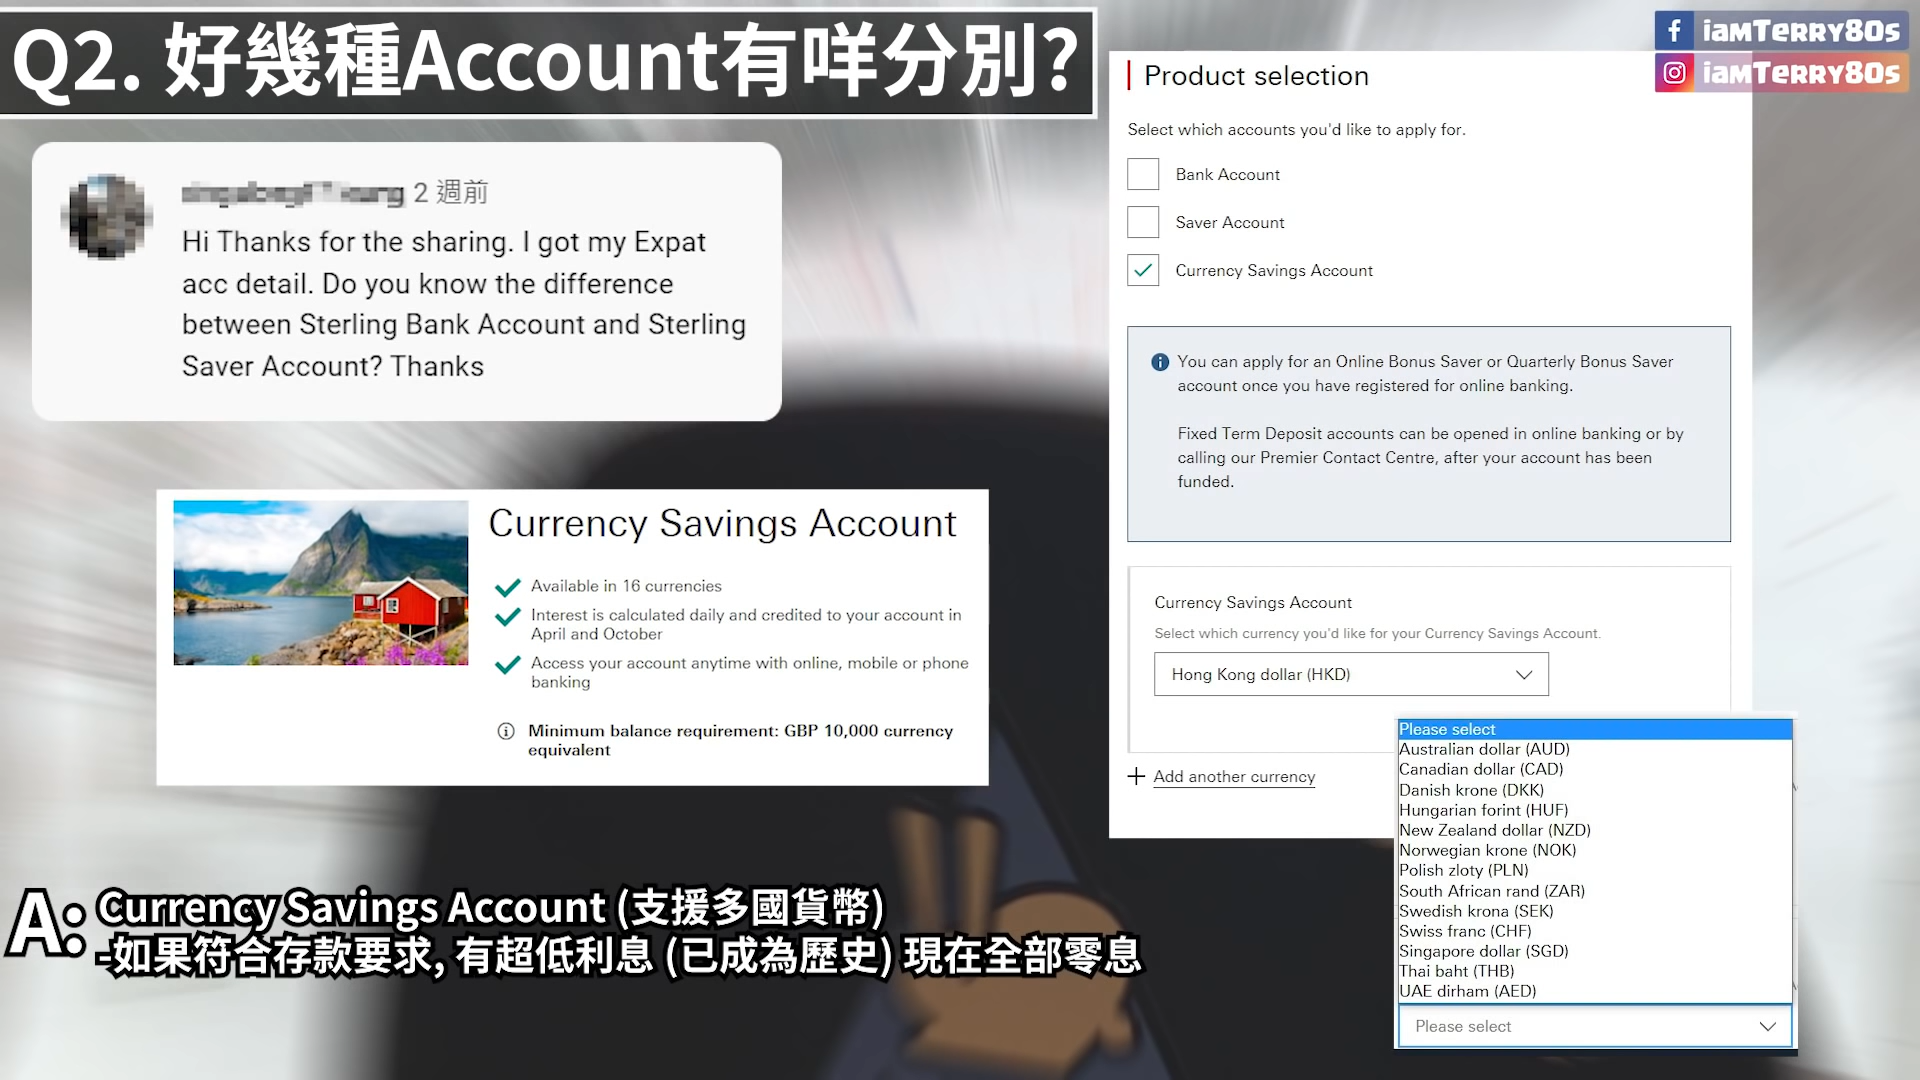 Q2. 好幾種Account有咩分別?
iamTerry80s
iamTerry80s
2 週前
Hi Thanks for the sharing. I got my Expat
acc detail. Do you know the difference
between Sterling Bank Account and Sterling
Saver Account? Thanks
Currency Savings Account
Available in 16 currencies
Interest is calculated daily and credited to your account in
April and October
Access your account anytime with online, mobile or phone
banking
Minimum balance requirement: GBP 10,000 currency
equivalent
Product selection
Select which accounts you'd like to apply for.
Bank Account
Saver Account
Currency Savings Account
You can apply for an Online Bonus Saver or Quarterly Bonus Saver
account once you have registered for online banking.
Fixed Term Deposit accounts can be opened in online banking or by
calling our Premier Contact Centre, after your account has been
funded.
Currency Savings Account
Select which currency you'd like for your Currency Savings Account.
Hong Kong dollar (HKD)
Add another currency
Please select
Australian dollar (AUD)
Canadian dollar (CAD)
Danish krone (DKK)
Hungarian forint (HUF)
New Zealand dollar (NZD)
Norwegian krone (NOK)
Polish zloty (PLN)
South African rand (ZAR)
Swedish krona (SEK)
Swiss franc (CHF)
Singapore dollar (SGD)
Thai baht (THB)
UAE dirham (AED)
Please select
A: Currency Savings Account (支援多國貨幣)
-如果符合存款要求, 有超低利息 (已成為歷史) 現在全部零息